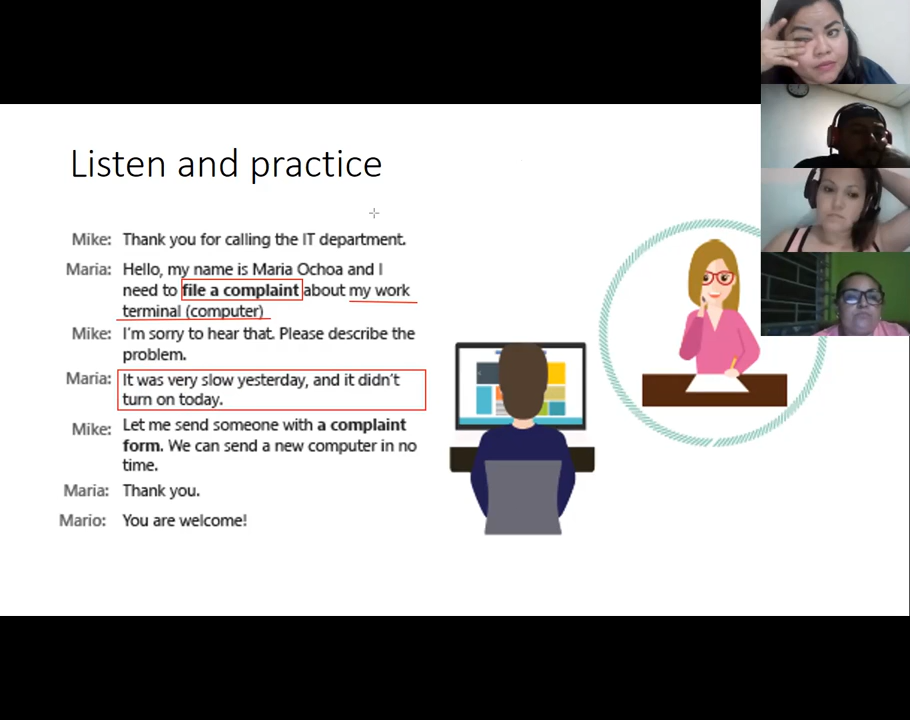 Listen and practice
Mike: Thank you for calling the IT department.
Maria: Hello, my name is Maria Ochoa and I
need to file a complaint about my work
terminal (computer)
Mike: I'm sorry to hear that. Please describe the
problem.
Maria: It was very slow yesterday, and it didn't
turn on today.
Mike: Let me send someone with a complaint
form. We can send a new computer in no
time.
Maria: Thank you.
Mario: You are welcome!